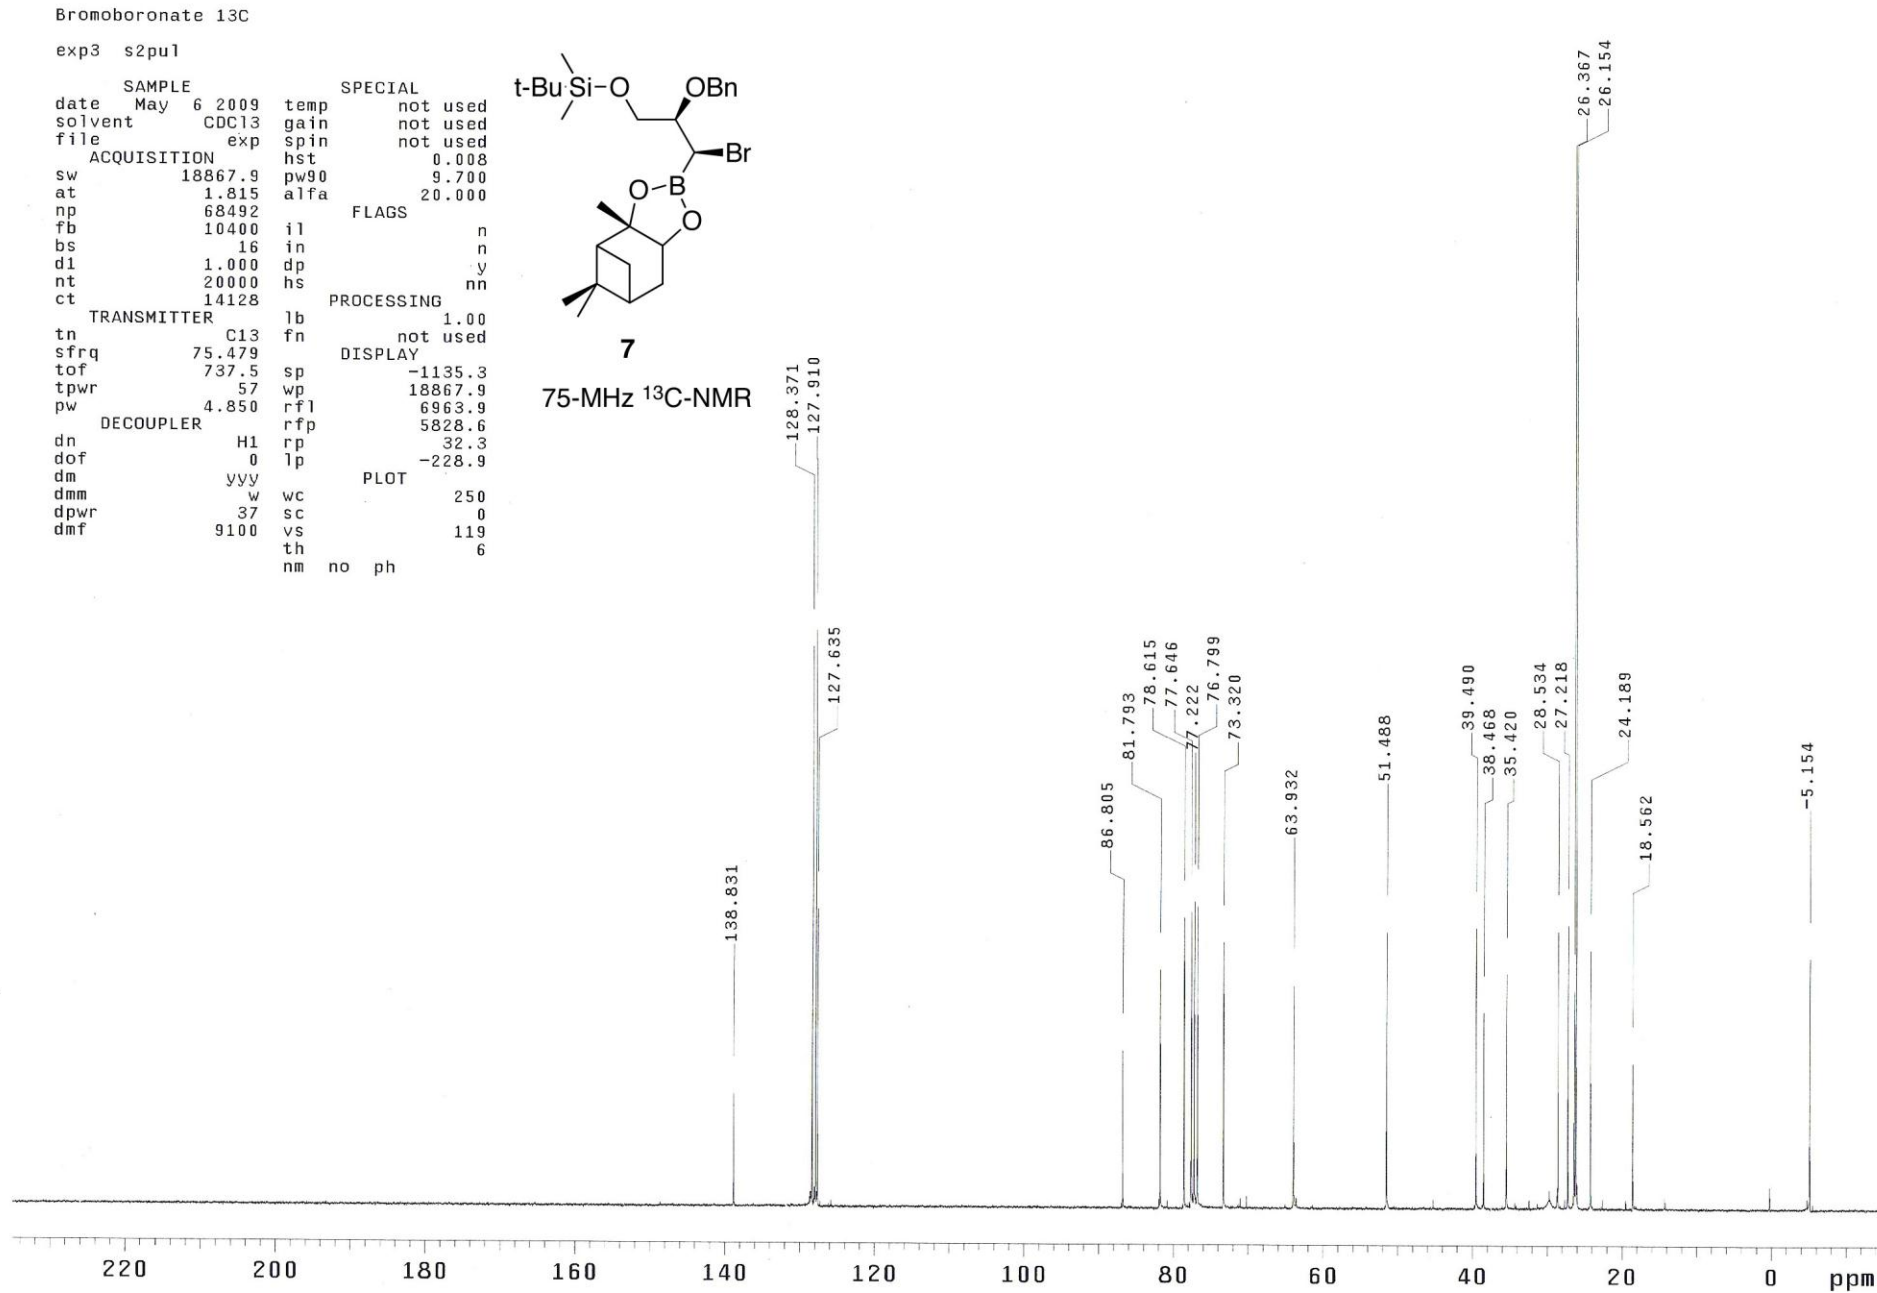 Bromoboronate 13C
exp3 s2pul
SAMPLE SPECIAL
date May 6 2009 temp not used
solvent CDCl3 gain not used
file exp spin not used
ACQUISITION hst 0.008
sw 18867.9 pw90 9.700
at 1.815 alfa 20.000
np 68492 FLAGS
fb 10400 il n
bs 16 in n
d1 1.000 dp y
nt 20000 hs nn
ct 14128 PROCESSING
TRANSMITTER lb 1.00
tn C13 fn not used
sfrq 75.479 DISPLAY
tof 737.5 sp -1135.3
tpwr 57 wp 18867.9
pw 4.850 rfl 6963.9
DECOUPLER rfp 5828.6
dn H1 rp 32.3
dof 0 lp -228.9
dm yyy PLOT
dmm w wc 250
dpwr 37 sc 0
dmf 9100 vs 119
th 6
nm no ph
t-Bu Si O OBn
Br
O B
O
7
75-MHz ¹³C-NMR
138.831
128.371
127.910
127.635
86.805
81.793
78.615
77.646
77.222
76.799
73.320
63.932
51.488
39.490
38.468
35.420
28.534
27.218
26.367
26.154
24.189
18.562
-5.154
220 200 180 160 140 120 100 80 60 40 20 0 ppm